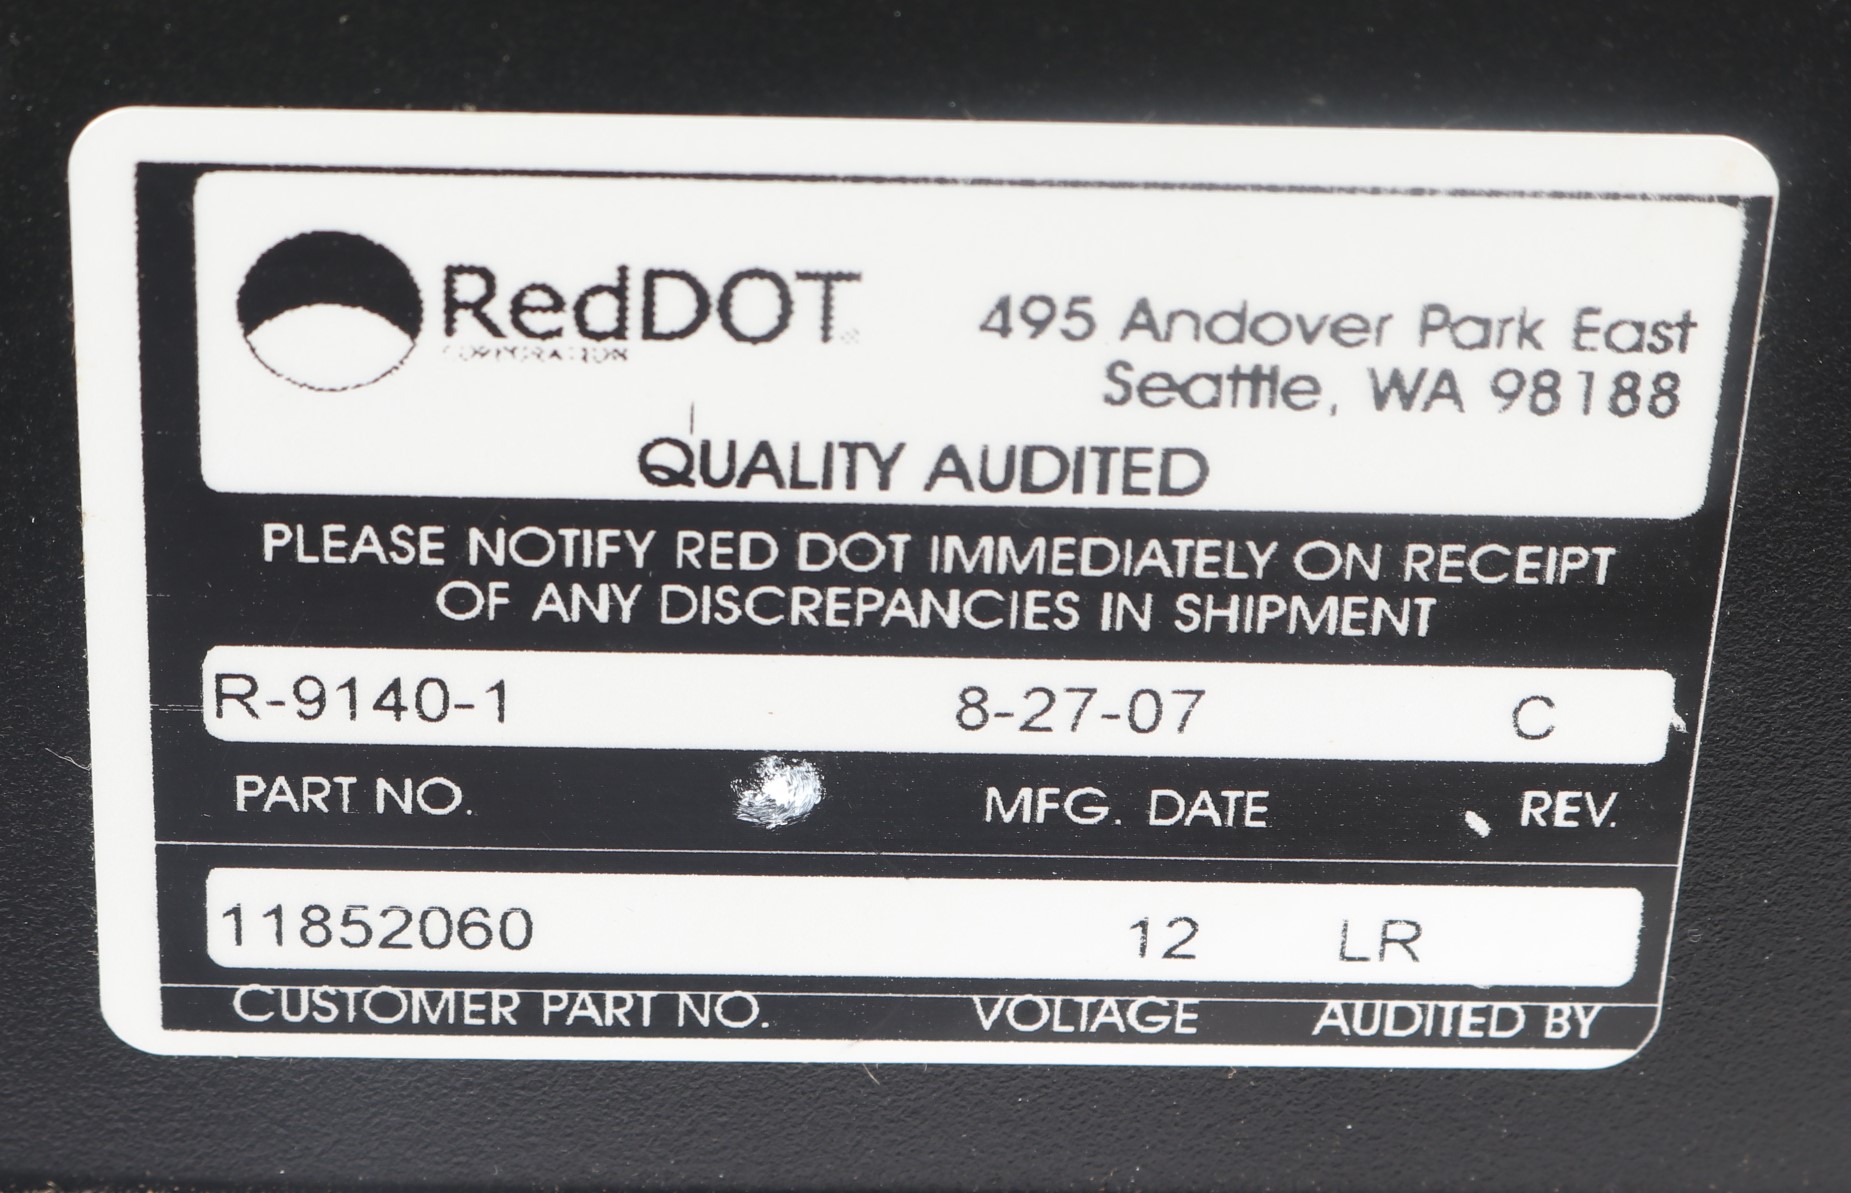 RedDOT
CORPORATION
495 Andover Park East
Seattle, WA 98188
QUALITY AUDITED
PLEASE NOTIFY RED DOT IMMEDIATELY ON RECEIPT
OF ANY DISCREPANCIES IN SHIPMENT
R-9140-1 8-27-07 C
PART NO. MFG. DATE REV.
11852060 12 LR
CUSTOMER PART NO. VOLTAGE AUDITED BY